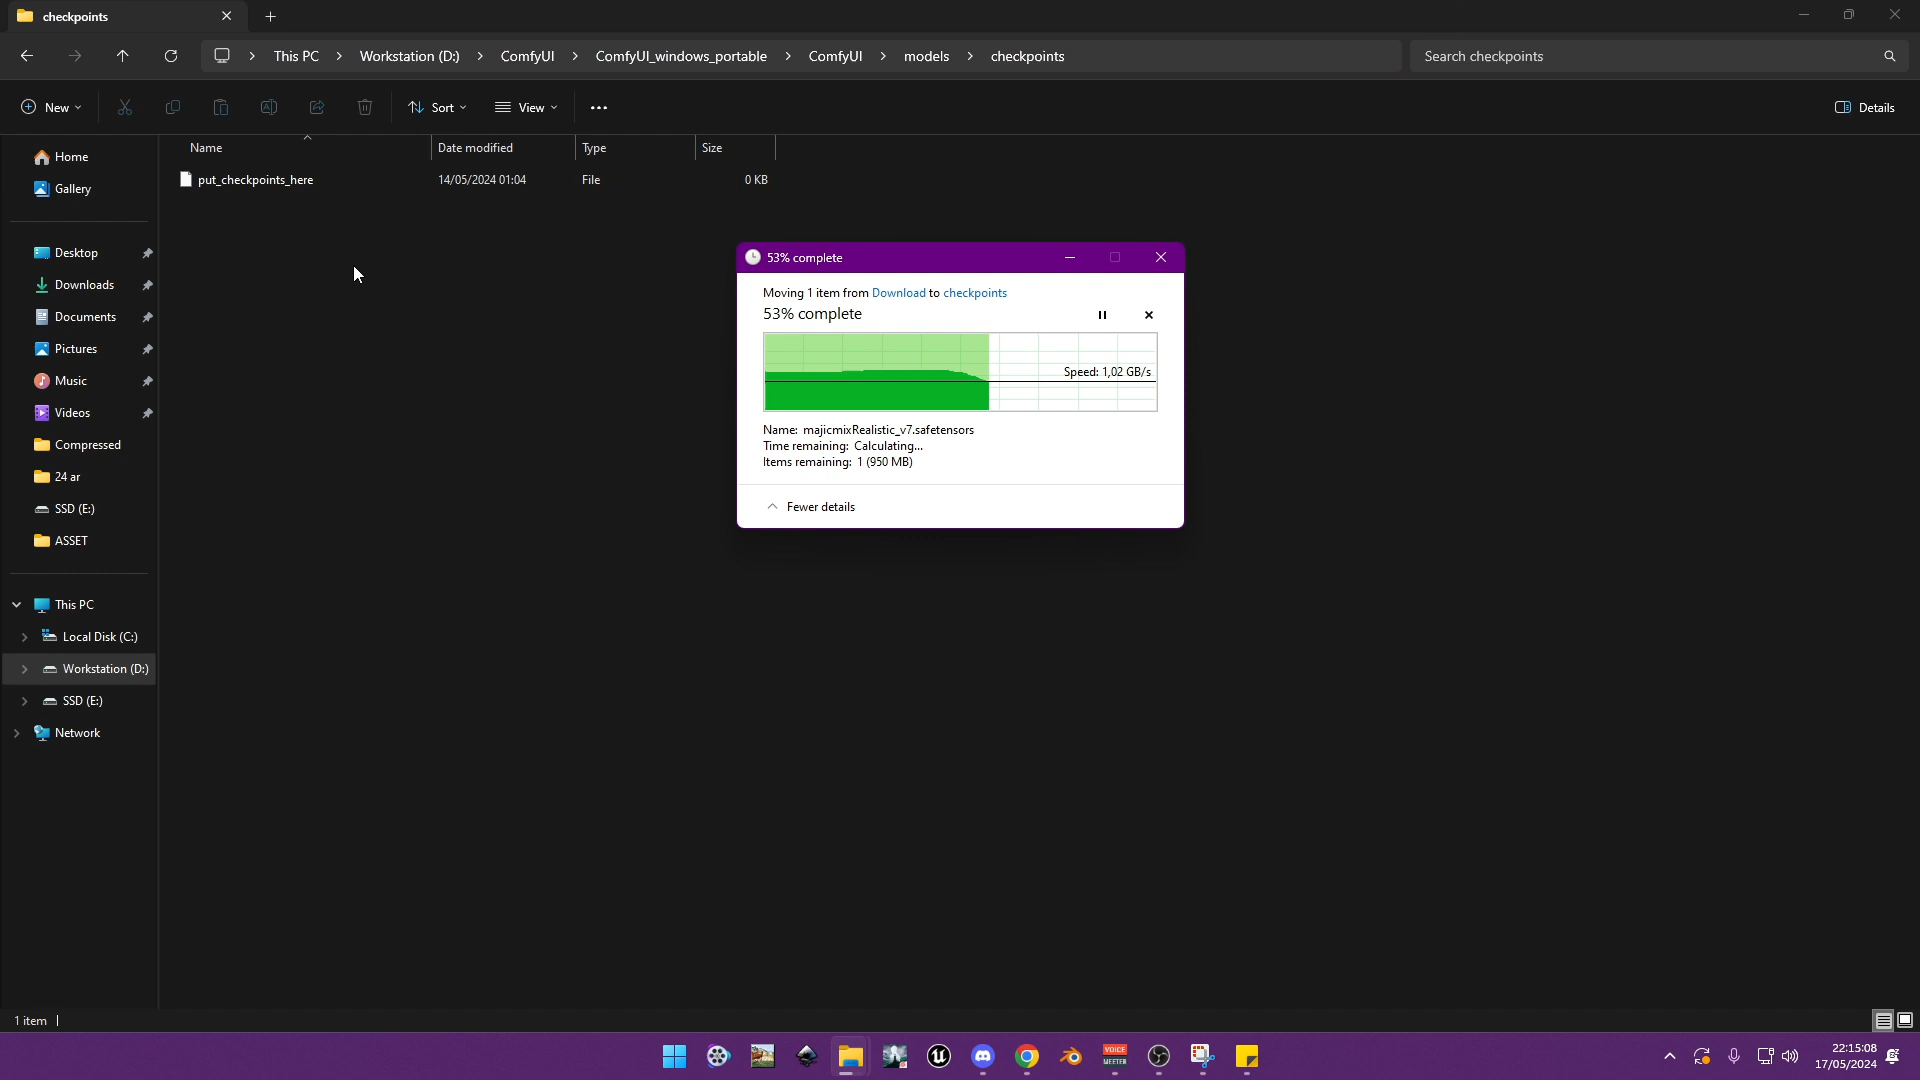 checkpoints
This PC > Workstation (D:) > ComfyUI > ComfyUI_windows_portable > ComfyUI > models > checkpoints
Search checkpoints
New
Sort
View
Details
Name
Date modified
Type
Size
put_checkpoints_here
14/05/2024 01:04
File
0 KB
Home
Gallery
Desktop
Downloads
Documents
Pictures
Music
Videos
Compressed
24 ar
SSD (E:)
ASSET
This PC
Local Disk (C:)
Workstation (D:)
SSD (E:)
Network
53% complete
Moving 1 item from Download to checkpoints
53% complete
Speed: 1,02 GB/s
Name: majicmixRealistic_v7.safetensors
Time remaining: Calculating...
Items remaining: 1 (950 MB)
Fewer details
1 item
VOICE
MEETER
22:15:08
17/05/2024